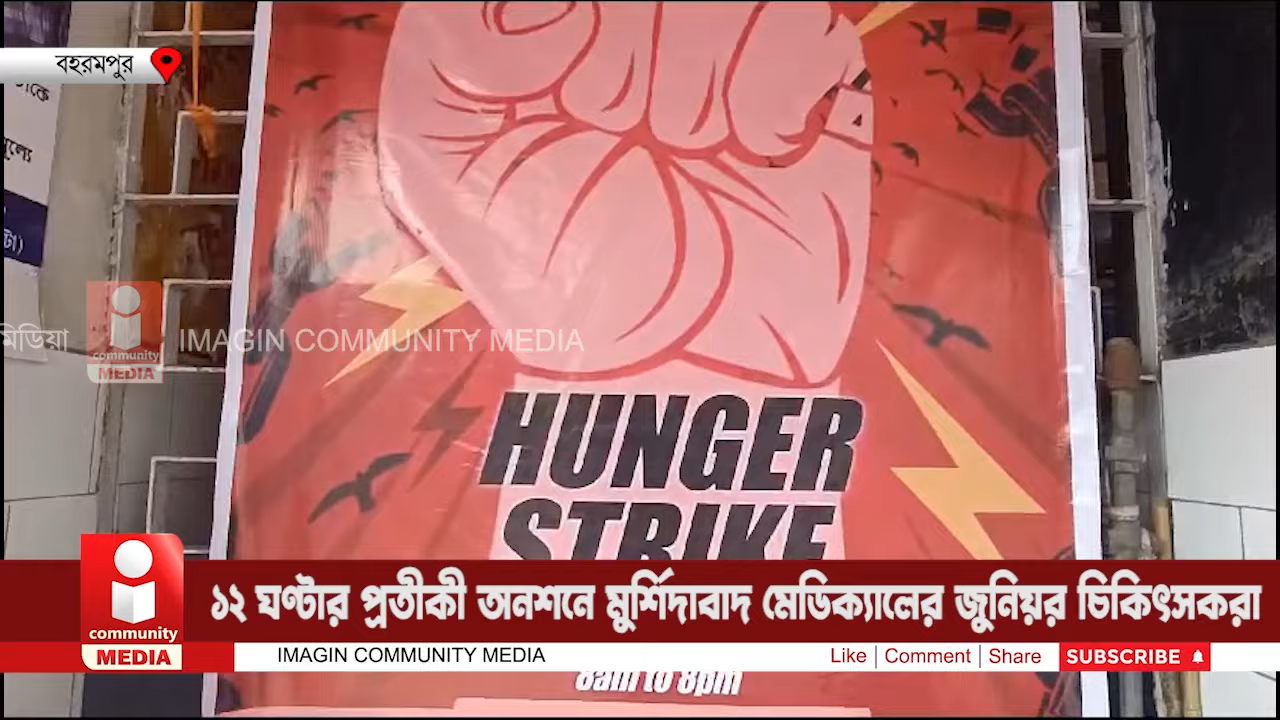 বহরমপুর
তাকে
মূল্যে
টা)
মিডিয়া
i
community
MEDIA
IMAGIN COMMUNITY MEDIA
HUNGER
STRIKE
১২ ঘণ্টার প্রতীকী অনশনে মুর্শিদাবাদ মেডিক্যালের জুনিয়র চিকিৎসকরা
i
community
MEDIA
IMAGIN COMMUNITY MEDIA
Like | Comment | Share
SUBSCRIBE
8am to 8pm